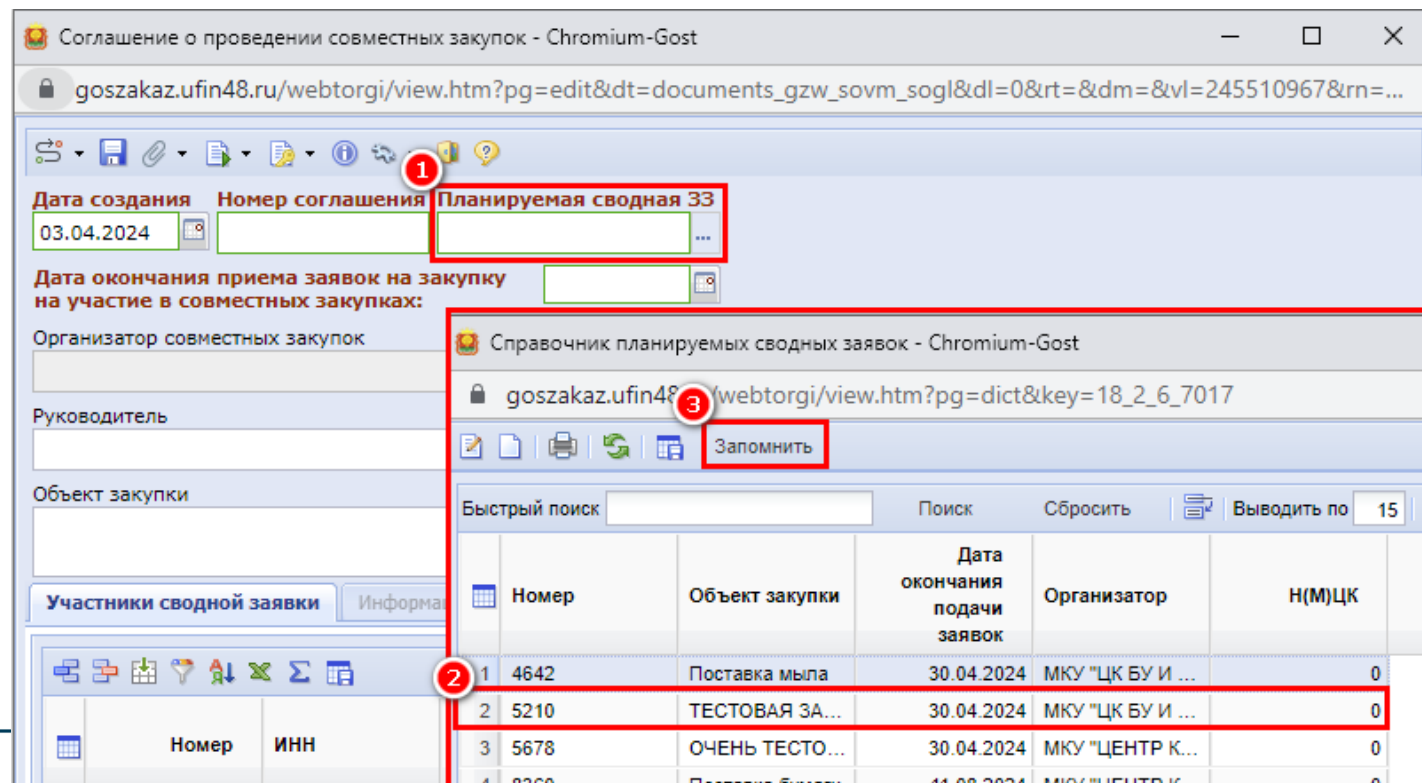 Соглашение о проведении совместных закупок - Chromium-Gost
goszakaz.ufin48.ru/webtorgi/view.htm?pg=edit&dt=documents_gzw_sovm_sogl&dl=0&rt=&dm=&vl=245510967&rn=...
1
Дата создания Номер соглашения Планируемая сводная ЗЗ
03.04.2024 ...
Дата окончания приема заявок на закупку
на участие в совместных закупках:
Организатор совместных закупок
Справочник планируемых сводных заявок - Chromium-Gost
goszakaz.ufin48 /webtorgi/view.htm?pg=dict&key=18_2_6_7017
3
Руководитель
Запомнить
Объект закупки
Быстрый поиск Поиск Сбросить Выводить по 15
Номер Объект закупки Дата окончания подачи заявок Организатор Н(М)ЦК
Участники сводной заявки
2
1 4642 Поставка мыла 30.04.2024 МКУ "ЦК БУ И ... 0
2 5210 ТЕСТОВАЯ ЗА... 30.04.2024 МКУ "ЦК БУ И ... 0
3 5678 ОЧЕНЬ ТЕСТО... 30.04.2024 МКУ "ЦЕНТР К... 0
Номер ИНН